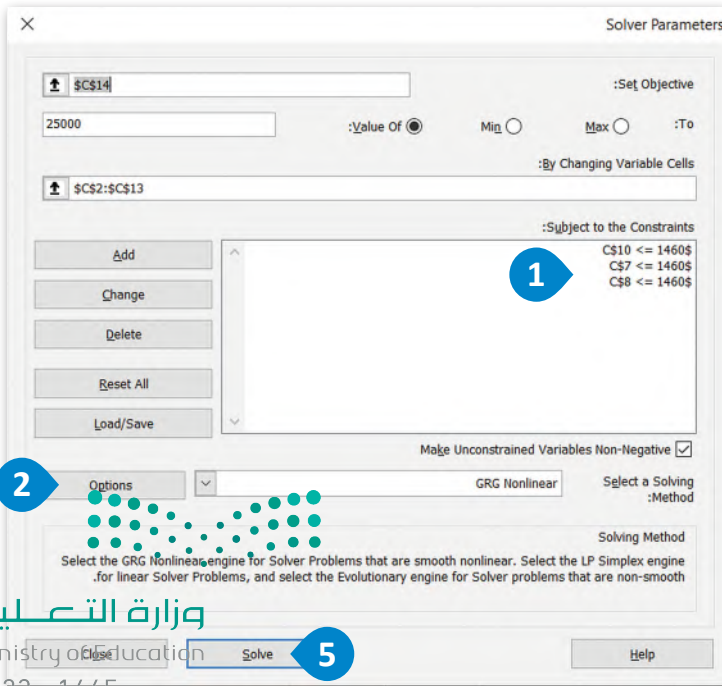 Solver Parameters
$C$14
:Set Objective
25000
:Value Of
Min
Max
:To
:By Changing Variable Cells
$C$2:$C$13
:Subject to the Constraints
Add
Change
Delete
Reset All
Load/Save
C$10 <= 1460$
C$7 <= 1460$
C$8 <= 1460$
1
Make Unconstrained Variables Non-Negative
2
Options
GRG Nonlinear
Select a Solving
:Method
Solving Method
Select the GRG Nonlinear engine for Solver Problems that are smooth nonlinear. Select the LP Simplex engine
.for linear Solver Problems, and select the Evolutionary engine for Solver problems that are non-smooth
وزارة التعليم
Ministry of Education
Close
Solve
5
Help